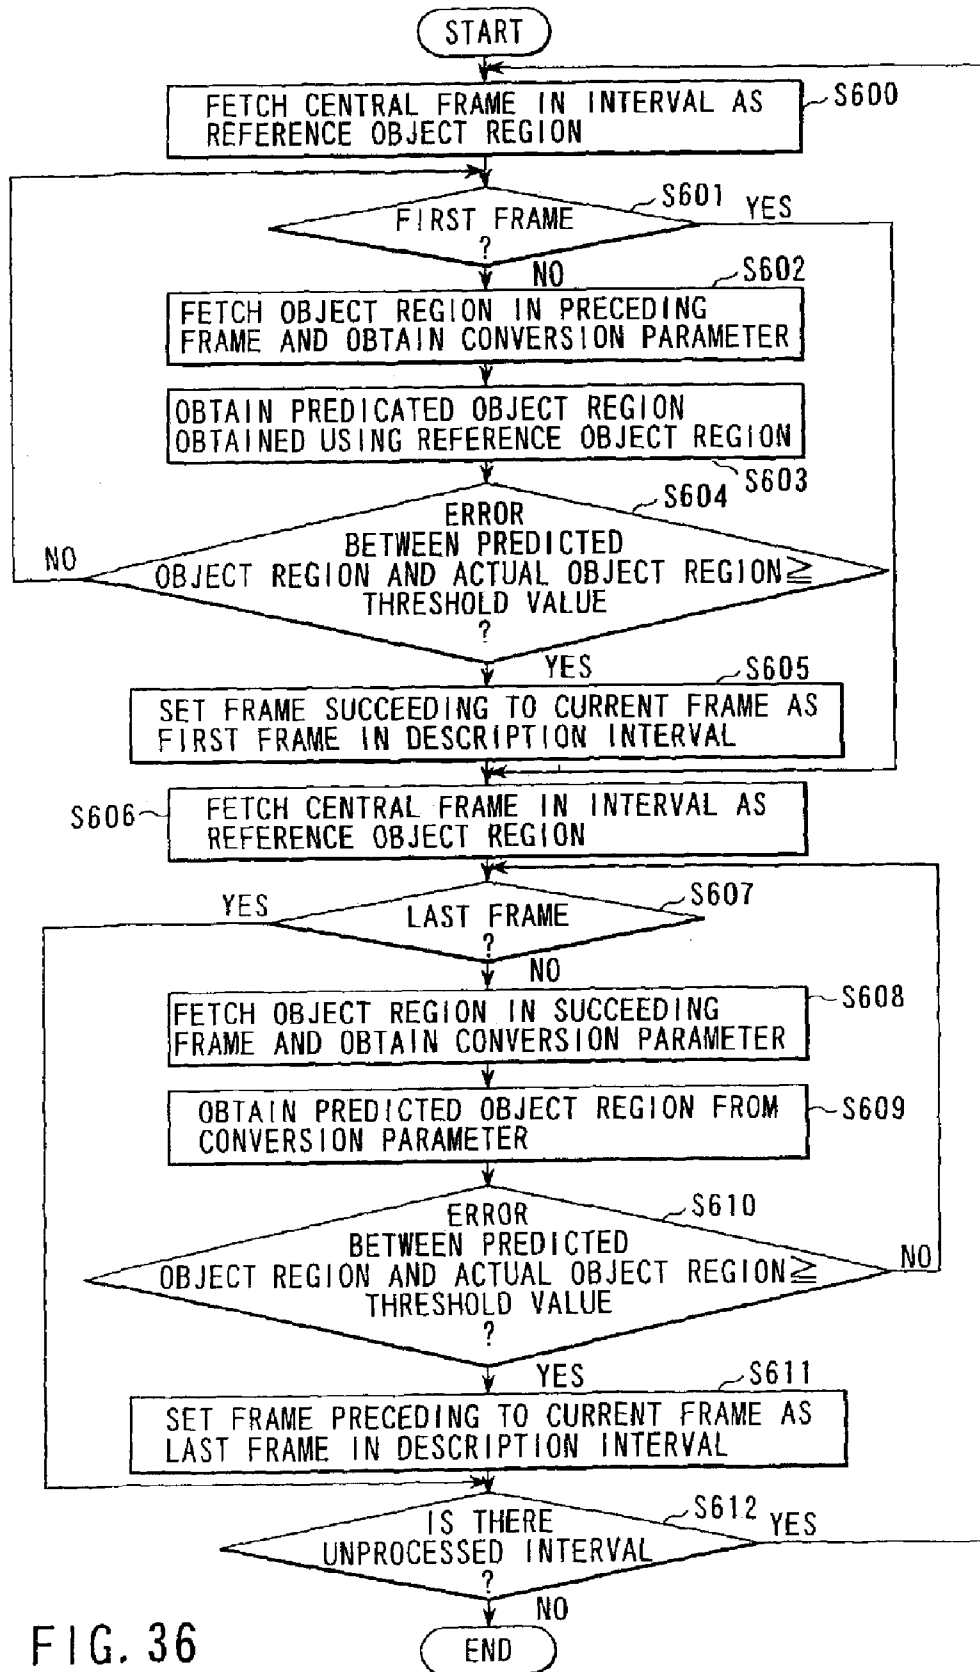 START
FETCH CENTRAL FRAME IN INTERVAL AS
REFERENCE OBJECT REGION
S600
S601
FIRST FRAME
?
YES
NO
S602
FETCH OBJECT REGION IN PRECEDING
FRAME AND OBTAIN CONVERSION PARAMETER
OBTAIN PREDICATED OBJECT REGION
OBTAINED USING REFERENCE OBJECT REGION
S603
S604
ERROR
BETWEEN PREDICTED
OBJECT REGION AND ACTUAL OBJECT REGION≧
THRESHOLD VALUE
?
NO
YES
S605
SET FRAME SUCCEEDING TO CURRENT FRAME AS
FIRST FRAME IN DESCRIPTION INTERVAL
S606
FETCH CENTRAL FRAME IN INTERVAL AS
REFERENCE OBJECT REGION
YES
S607
LAST FRAME
?
NO
FETCH OBJECT REGION IN SUCCEEDING
FRAME AND OBTAIN CONVERSION PARAMETER
S608
OBTAIN PREDICTED OBJECT REGION FROM
CONVERSION PARAMETER
S609
S610
ERROR
BETWEEN PREDICTED
OBJECT REGION AND ACTUAL OBJECT REGION≧
THRESHOLD VALUE
?
NO
YES
S611
SET FRAME PRECEDING TO CURRENT FRAME AS
LAST FRAME IN DESCRIPTION INTERVAL
S612
IS THERE
UNPROCESSED INTERVAL
?
YES
NO
END
FIG. 36